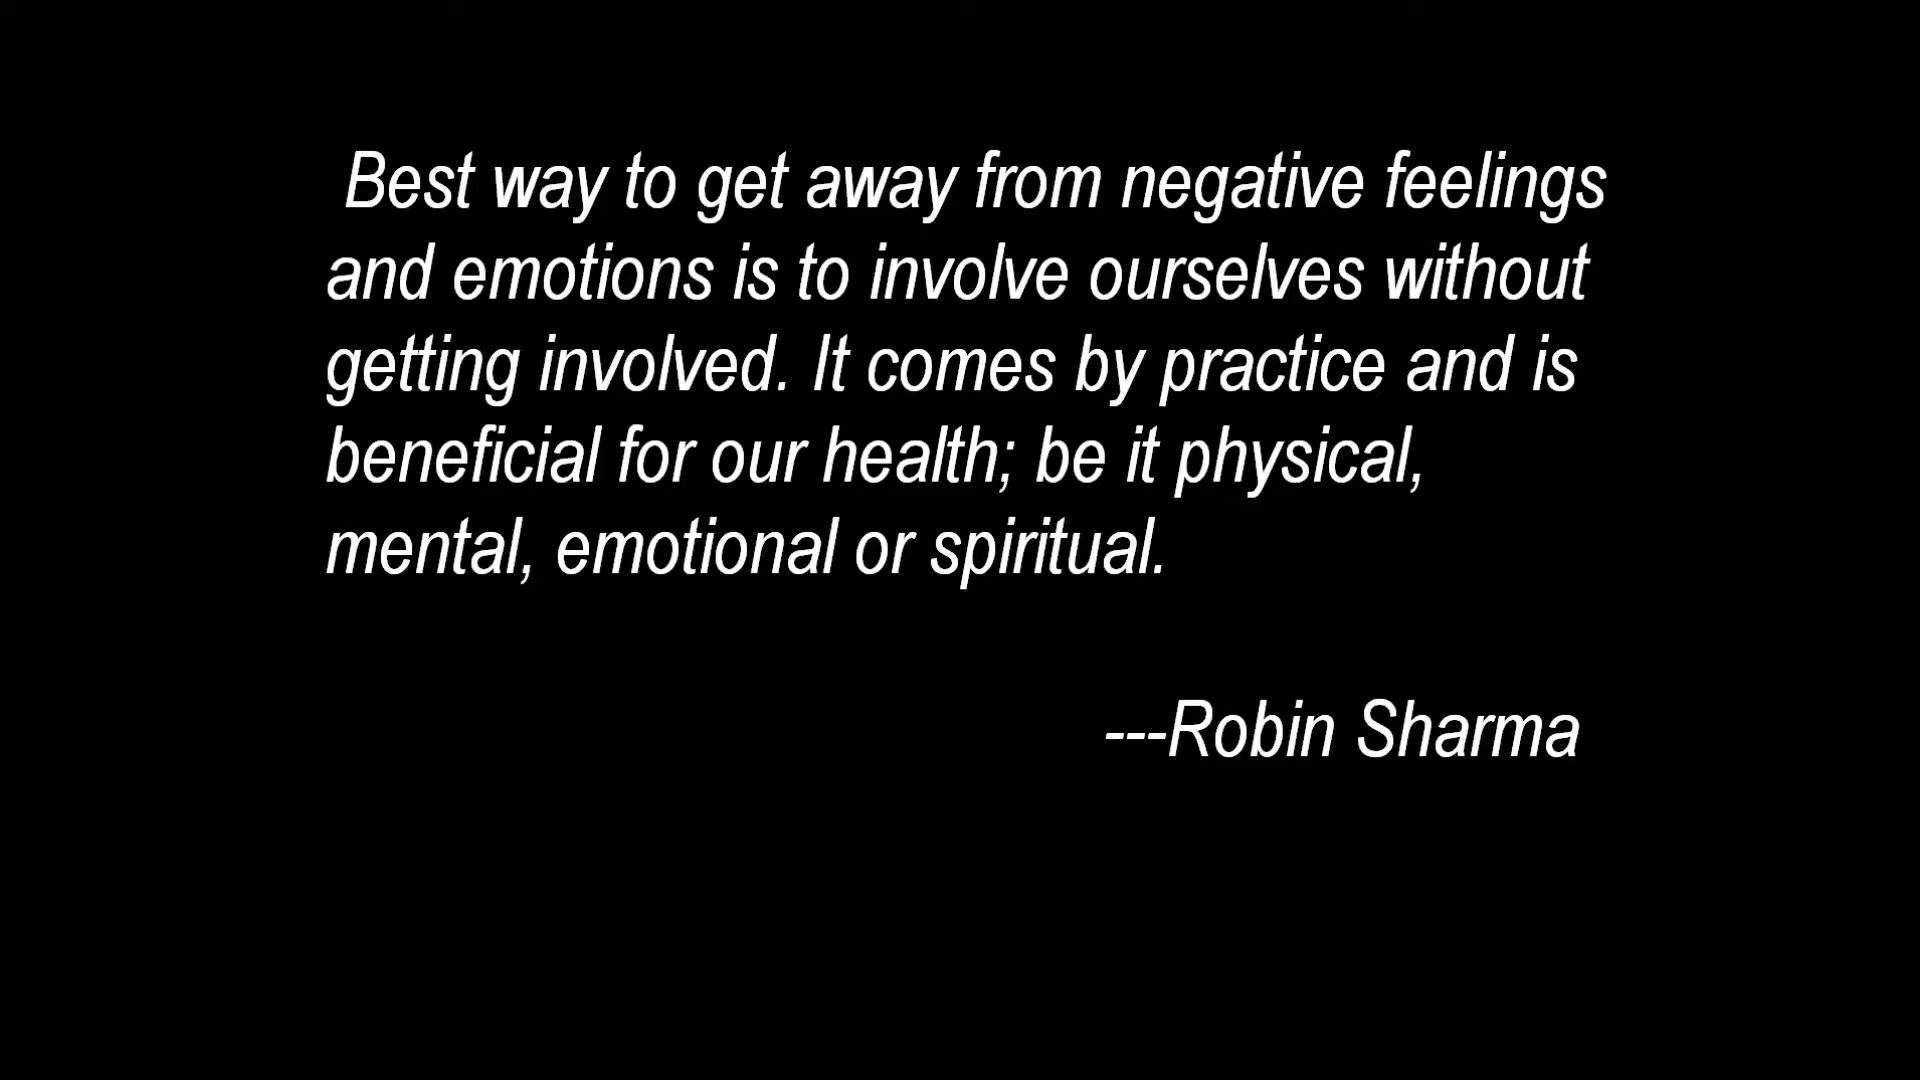 Best way to get away from negative feelings
and emotions is to involve ourselves without
getting involved. It comes by practice and is
beneficial for our health; be it physical,
mental, emotional or spiritual.
---Robin Sharma